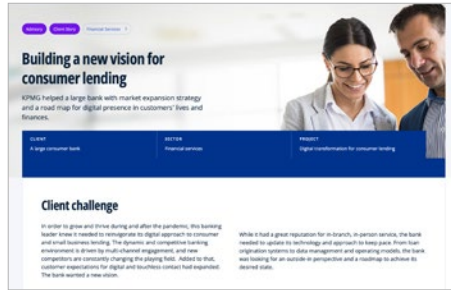 Advisory
Client Story
Financial Services
Building a new vision for
consumer lending
KPMG helped a large bank with market expansion strategy
and a road map for digital presence in customers' lives and
finances.
CLIENT
A large consumer bank
SECTOR
Financial services
PROJECT
Digital transformation for consumer lending
Client challenge
In order to grow and thrive during and after the pandemic, this banking
leader knew it needed to reinvigorate its digital approach to consumer
and small business lending. The dynamic and competitive banking
environment is driven by multi-channel engagement, and new
competitors are constantly changing the playing field. Added to that,
customer expectations for digital and touchless contact had expanded.
The bank wanted a new vision.
While it had a great reputation for in-branch, in-person service, the bank
needed to update its technology and approach to keep pace. From loan
origination systems to data management and operating models, the bank
was looking for an outside-in perspective and a roadmap to achieve its
desired state.